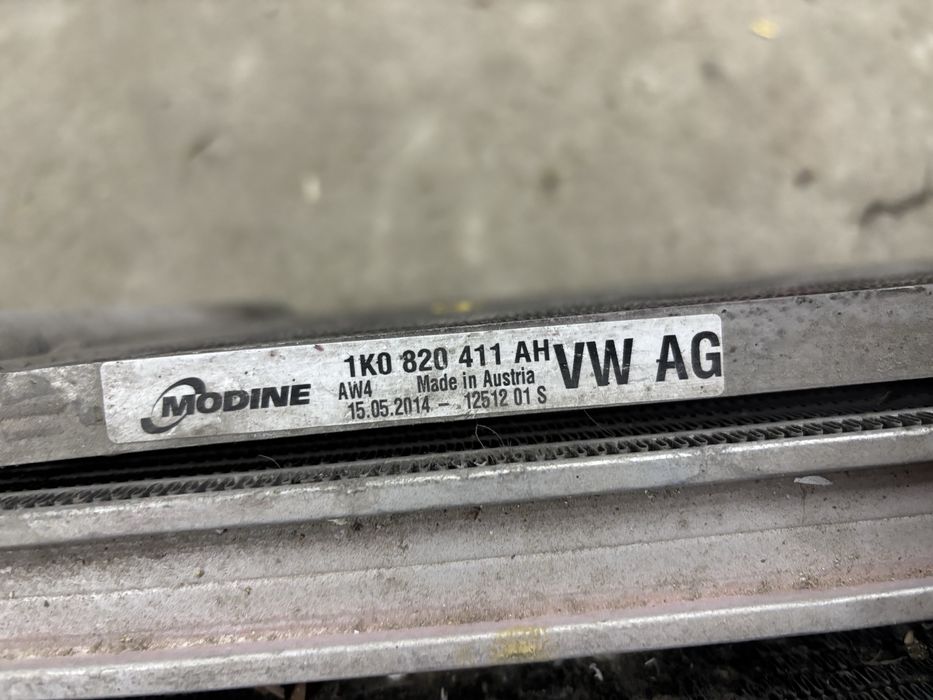 MODINE
1K0 820 411 AH
AW4 Made in Austria
15.05.2014 - 12512 01 S
VW AG